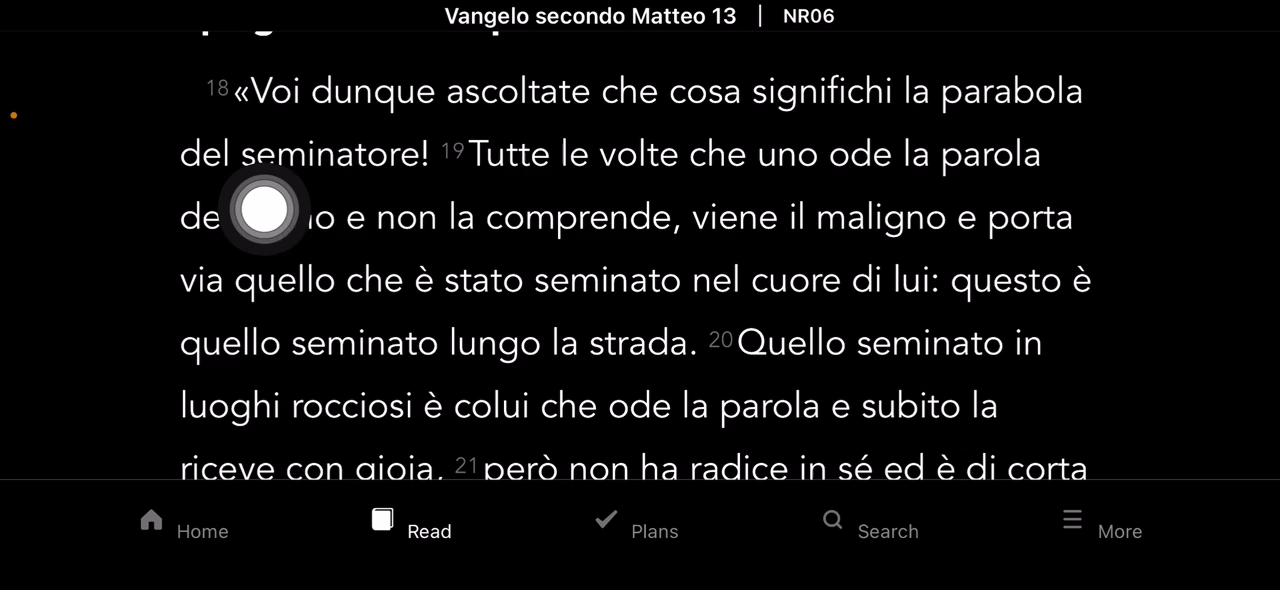 Vangelo secondo Matteo 13 | NR06
18 «Voi dunque ascoltate che cosa significhi la parabola
del seminatore! 19 Tutte le volte che uno ode la parola
e non la comprende, viene il maligno e porta
via quello che è stato seminato nel cuore di lui: questo è
quello seminato lungo la strada. 20 Quello seminato in
luoghi rocciosi è colui che ode la parola e subito la
riceve con gioia, 21 però non ha radice in sé ed è di corta
Home Read Plans Search More